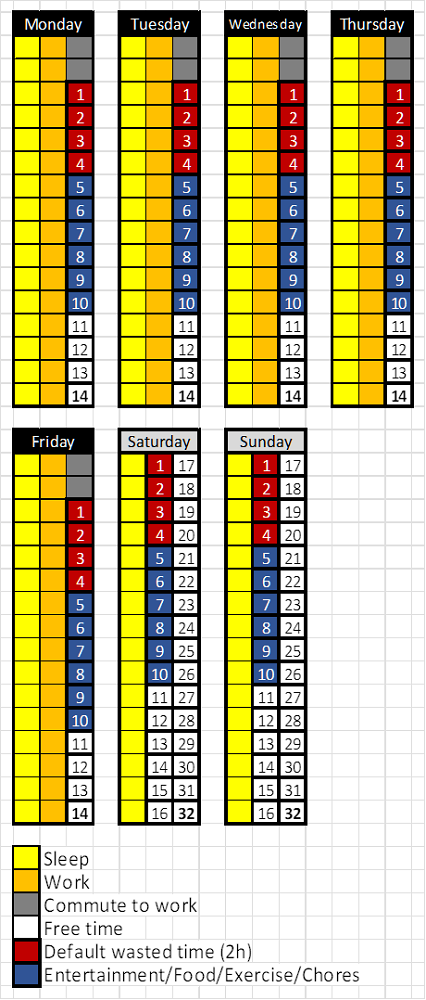 Monday Tuesday Wednesday Thursday
1 1 1 1
2 2 2 2
3 3 3 3
4 4 4 4
5 5 5 5
6 6 6 6
7 7 7 7
8 8 8 8
9 9 9 9
10 10 10 10
11 11 11 11
12 12 12 12
13 13 13 13
14 14 14 14
Friday Saturday Sunday
1 17 1 17
2 18 2 18
1 3 19 3 19
2 4 20 4 20
3 5 21 5 21
4 6 22 6 22
5 7 23 7 23
6 8 24 8 24
7 9 25 9 25
8 10 26 10 26
9 11 27 11 27
10 12 28 12 28
11 13 29 13 29
12 14 30 14 30
13 15 31 15 31
14 16 32 16 32
Sleep
Work
Commute to work
Free time
Default wasted time (2h)
Entertainment/Food/Exercise/Chores